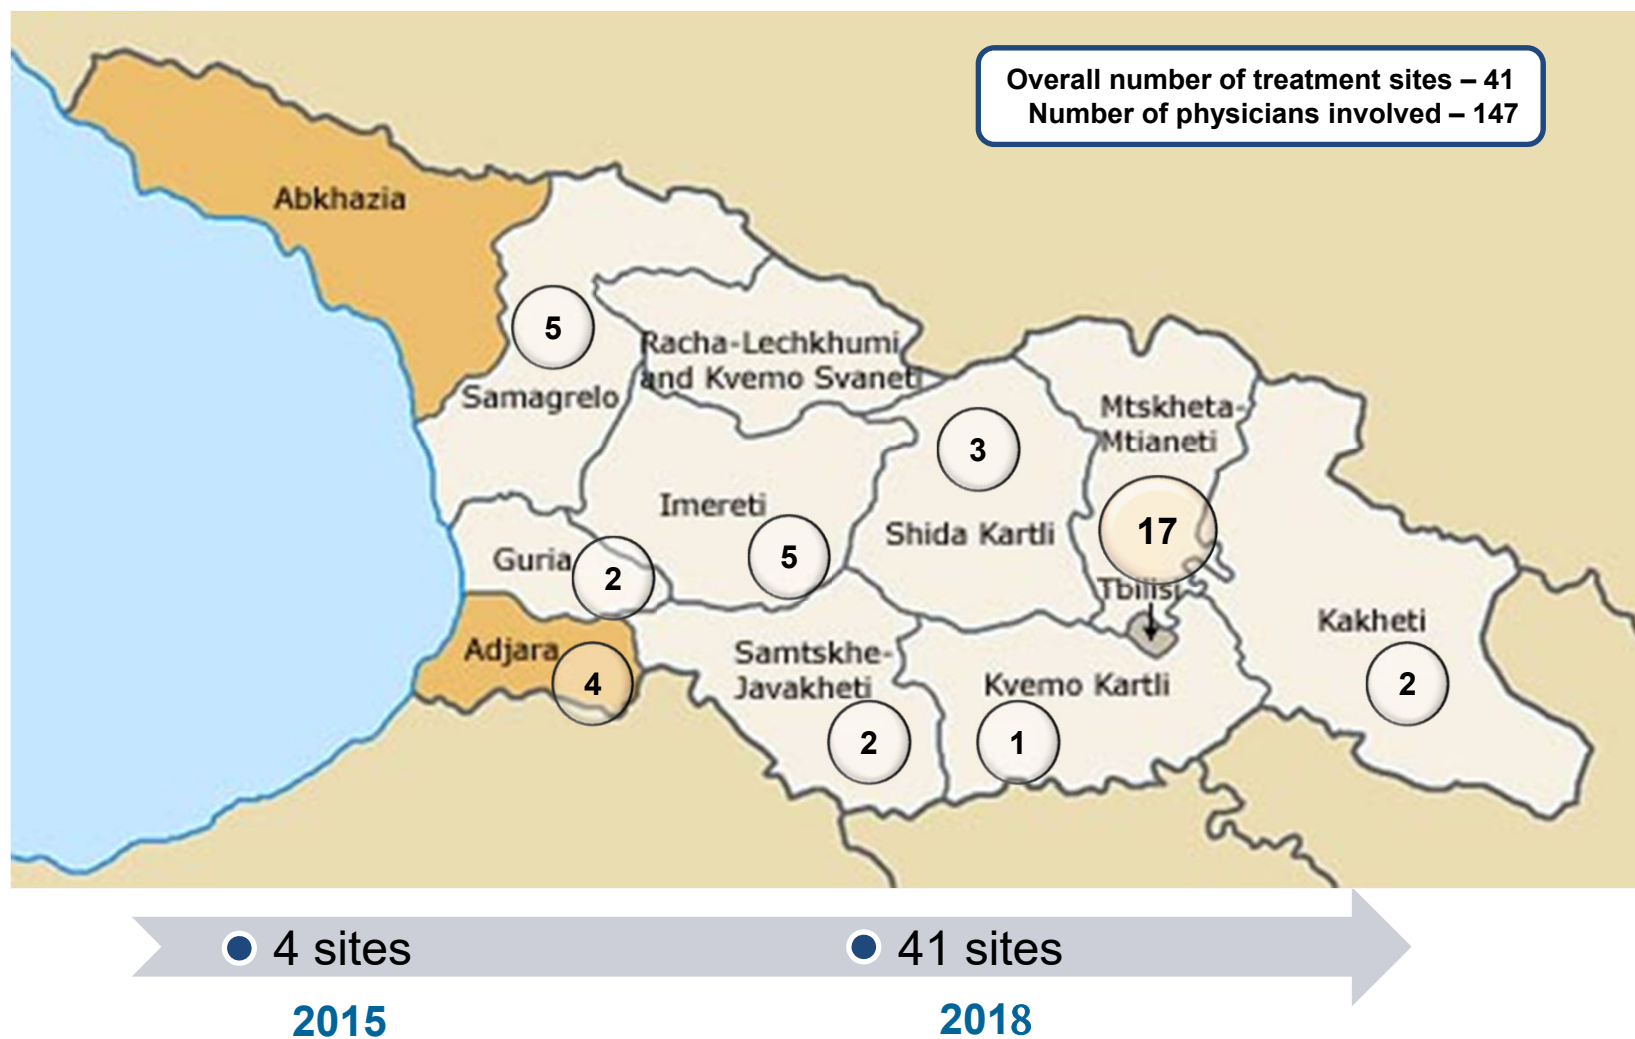 Overall number of treatment sites – 41
Number of physicians involved – 147
Abkhazia
5
Samagrelo
Racha-Lechkhumi
and Kvemo Svaneti
3
Mtskheta-
Mtianeti
Imereti
5
Shida Kartli
17
Guria
2
Tbilisi
Adjara
4
Samtskhe-
Javakheti
2
Kvemo Kartli
1
Kakheti
2
4 sites
41 sites
2015
2018